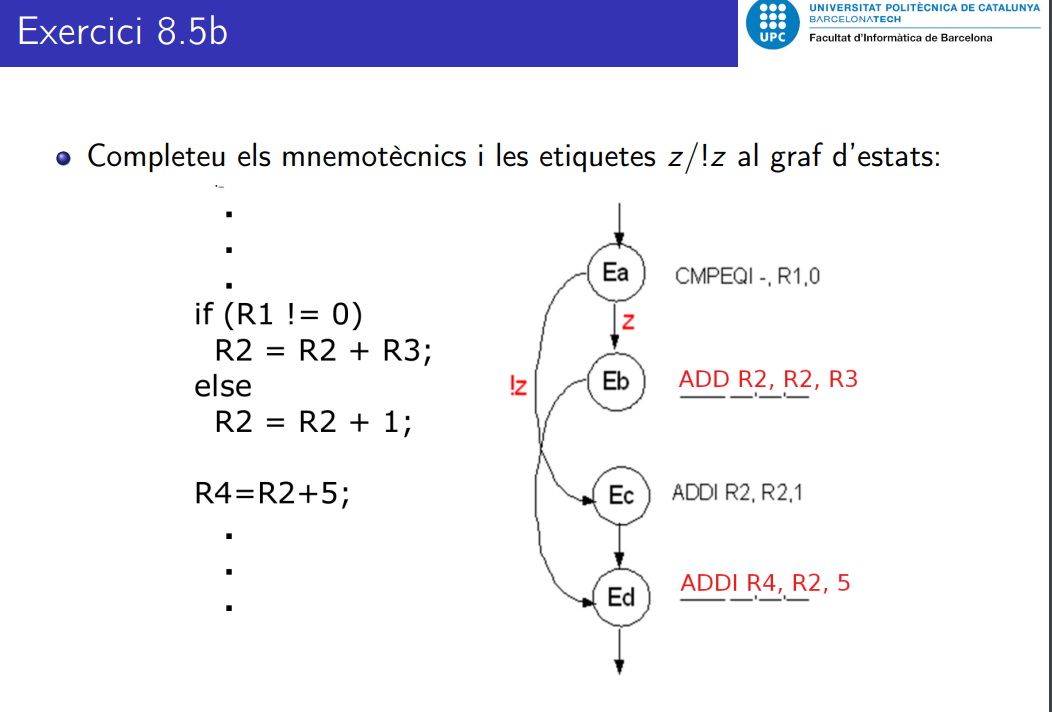 Exercici 8.5b
UNIVERSITAT POLITÈCNICA DE CATALUNYA
BARCELONATECH
Facultat d'Informàtica de Barcelona
UPC
Completeu els mnemotècnics i les etiquetes z/!z al graf d'estats:
if (R1 != 0)
R2 = R2 + R3;
else
R2 = R2 + 1;
R4=R2+5;
Ea
CMPEQI -, R1,0
z
!z
Eb
ADD R2, R2, R3
Ec
ADDI R2, R2,1
Ed
ADDI R4, R2, 5